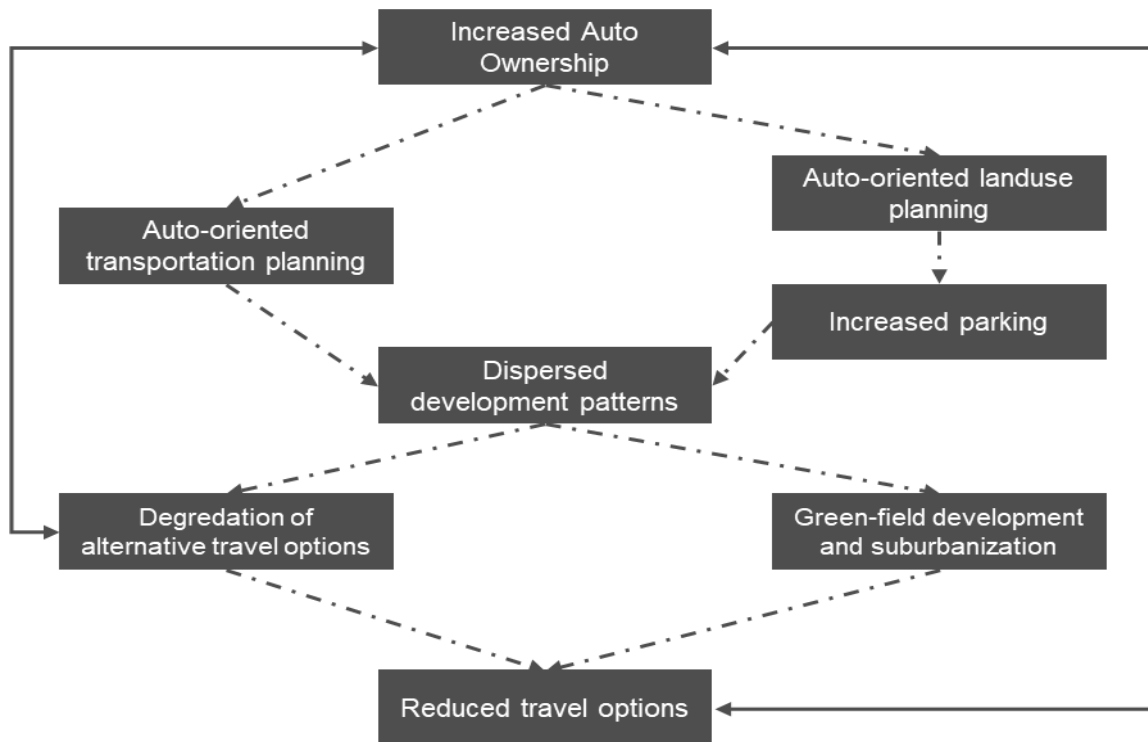 Increased Auto
Ownership
Auto-oriented landuse
planning
Auto-oriented
transportation planning
Increased parking
Dispersed
development patterns
Degredation of
alternative travel options
Green-field development
and suburbanization
Reduced travel options